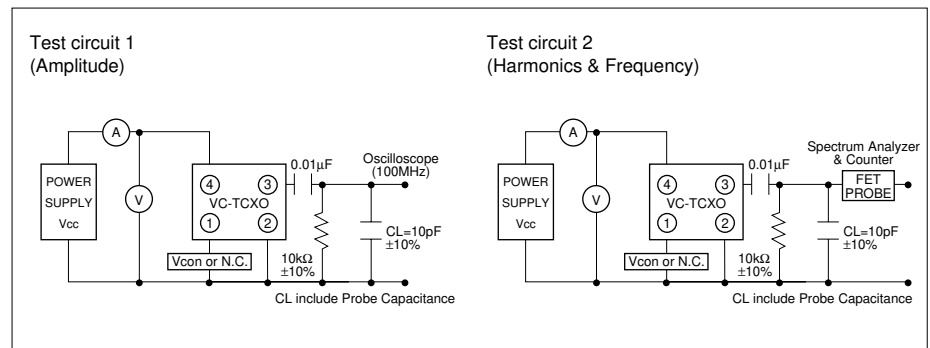 Test circuit 1
(Amplitude)
A
POWER
SUPPLY
Vcc
V
4
3
VC-TCXO
1
2
Vcon or N.C.
0.01μF
10kΩ
±10%
Oscilloscope
(100MHz)
CL=10pF
±10%
CL include Probe Capacitance
Test circuit 2
(Harmonics & Frequency)
A
POWER
SUPPLY
Vcc
V
4
3
VC-TCXO
1
2
Vcon or N.C.
0.01μF
10kΩ
±10%
Spectrum Analyzer
& Counter
FET
PROBE
CL=10pF
±10%
CL include Probe Capacitance